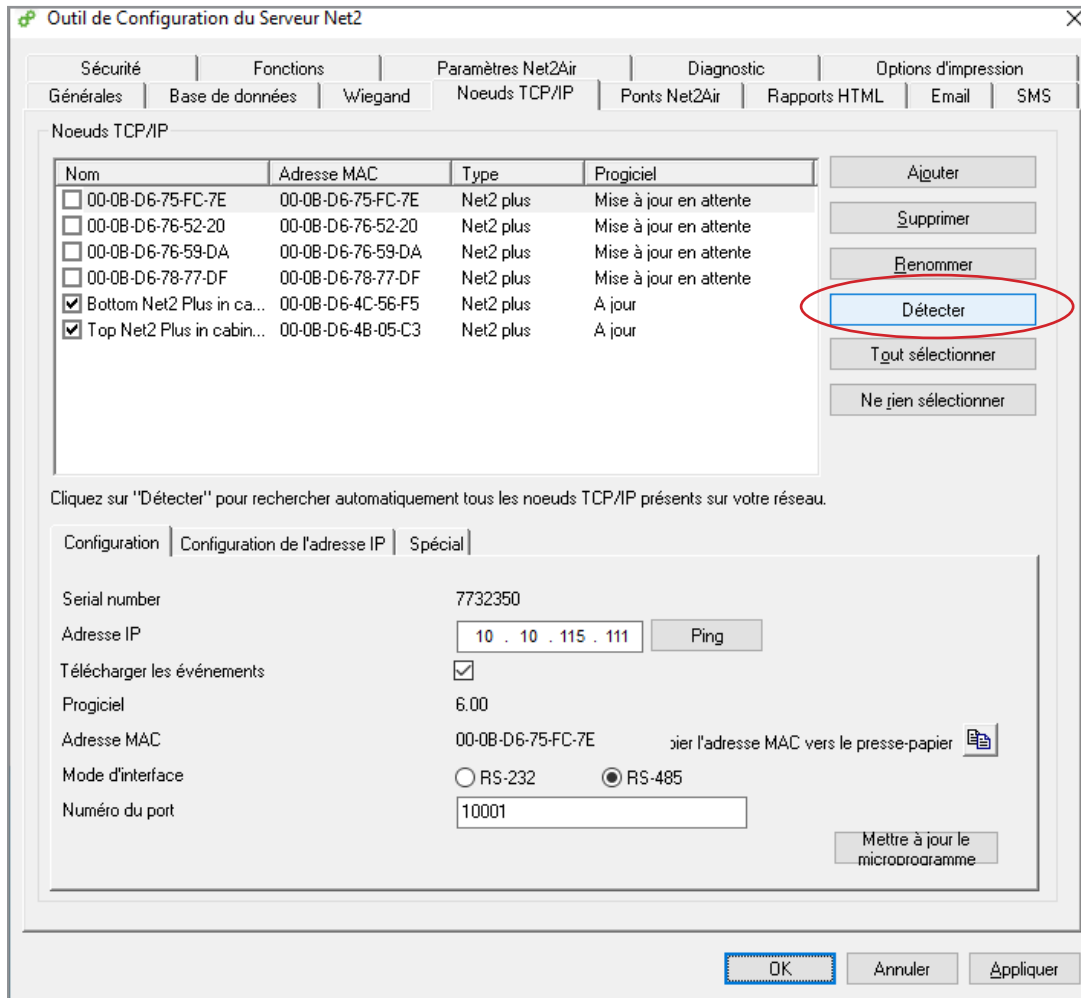 Outil de Configuration du Serveur Net2
Sécurité Fonctions Paramètres Net2Air Diagnostic Options d'impression
Générales Base de données Wiegand Noeuds TCP/IP Ponts Net2Air Rapports HTML Email SMS
Noeuds TCP/IP
Nom Adresse MAC Type Progiciel
00-0B-D6-75-FC-7E 00-0B-D6-75-FC-7E Net2 plus Mise à jour en attente
00-0B-D6-76-52-20 00-0B-D6-76-52-20 Net2 plus Mise à jour en attente
00-0B-D6-76-59-DA 00-0B-D6-76-59-DA Net2 plus Mise à jour en attente
00-0B-D6-78-77-DF 00-0B-D6-78-77-DF Net2 plus Mise à jour en attente
Bottom Net2 Plus in ca... 00-0B-D6-4C-56-F5 Net2 plus A jour
Top Net2 Plus in cabin... 00-0B-D6-4B-05-C3 Net2 plus A jour
Ajouter
Supprimer
Renommer
Détecter
Tout sélectionner
Ne rien sélectionner
Cliquez sur "Détecter" pour rechercher automatiquement tous les noeuds TCP/IP présents sur votre réseau.
Configuration Configuration de l'adresse IP Spécial
Serial number 7732350
Adresse IP 10 . 10 . 115 . 111 Ping
Télécharger les événements
Progiciel 6.00
Adresse MAC 00-0B-D6-75-FC-7E pier l'adresse MAC vers le presse-papier
Mode d'interface RS-232 RS-485
Numéro du port 10001
Mettre à jour le
microprogramme
OK Annuler Appliquer